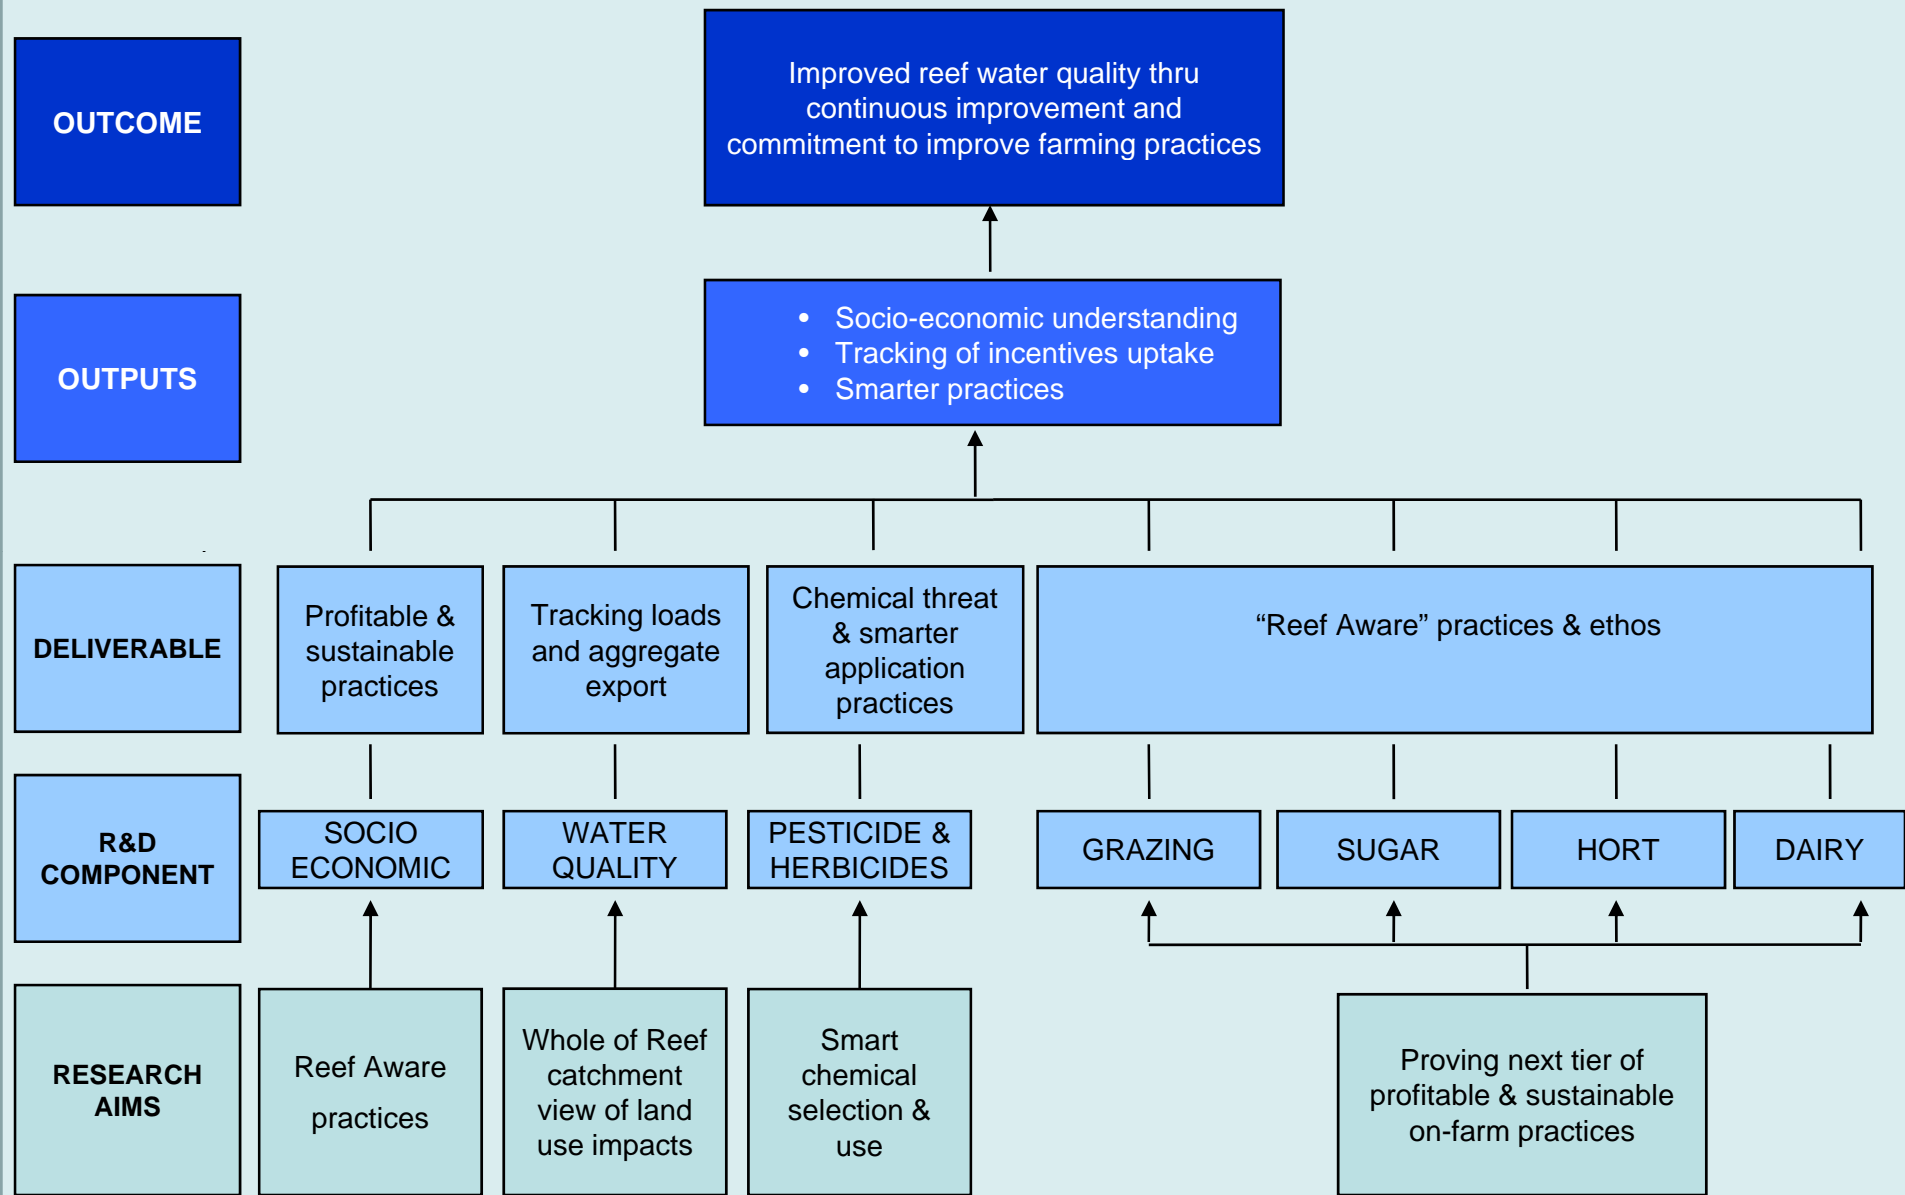 OUTCOME
Improved reef water quality thru
continuous improvement and
commitment to improve farming practices
OUTPUTS
• Socio-economic understanding
• Tracking of incentives uptake
• Smarter practices
DELIVERABLE
Profitable &
sustainable
practices
Tracking loads
and aggregate
export
Chemical threat
& smarter
application
practices
“Reef Aware” practices & ethos
R&D
COMPONENT
SOCIO
ECONOMIC
WATER
QUALITY
PESTICIDE &
HERBICIDES
GRAZING
SUGAR
HORT
DAIRY
RESEARCH
AIMS
Reef Aware
practices
Whole of Reef
catchment
view of land
use impacts
Smart
chemical
selection &
use
Proving next tier of
profitable & sustainable
on-farm practices